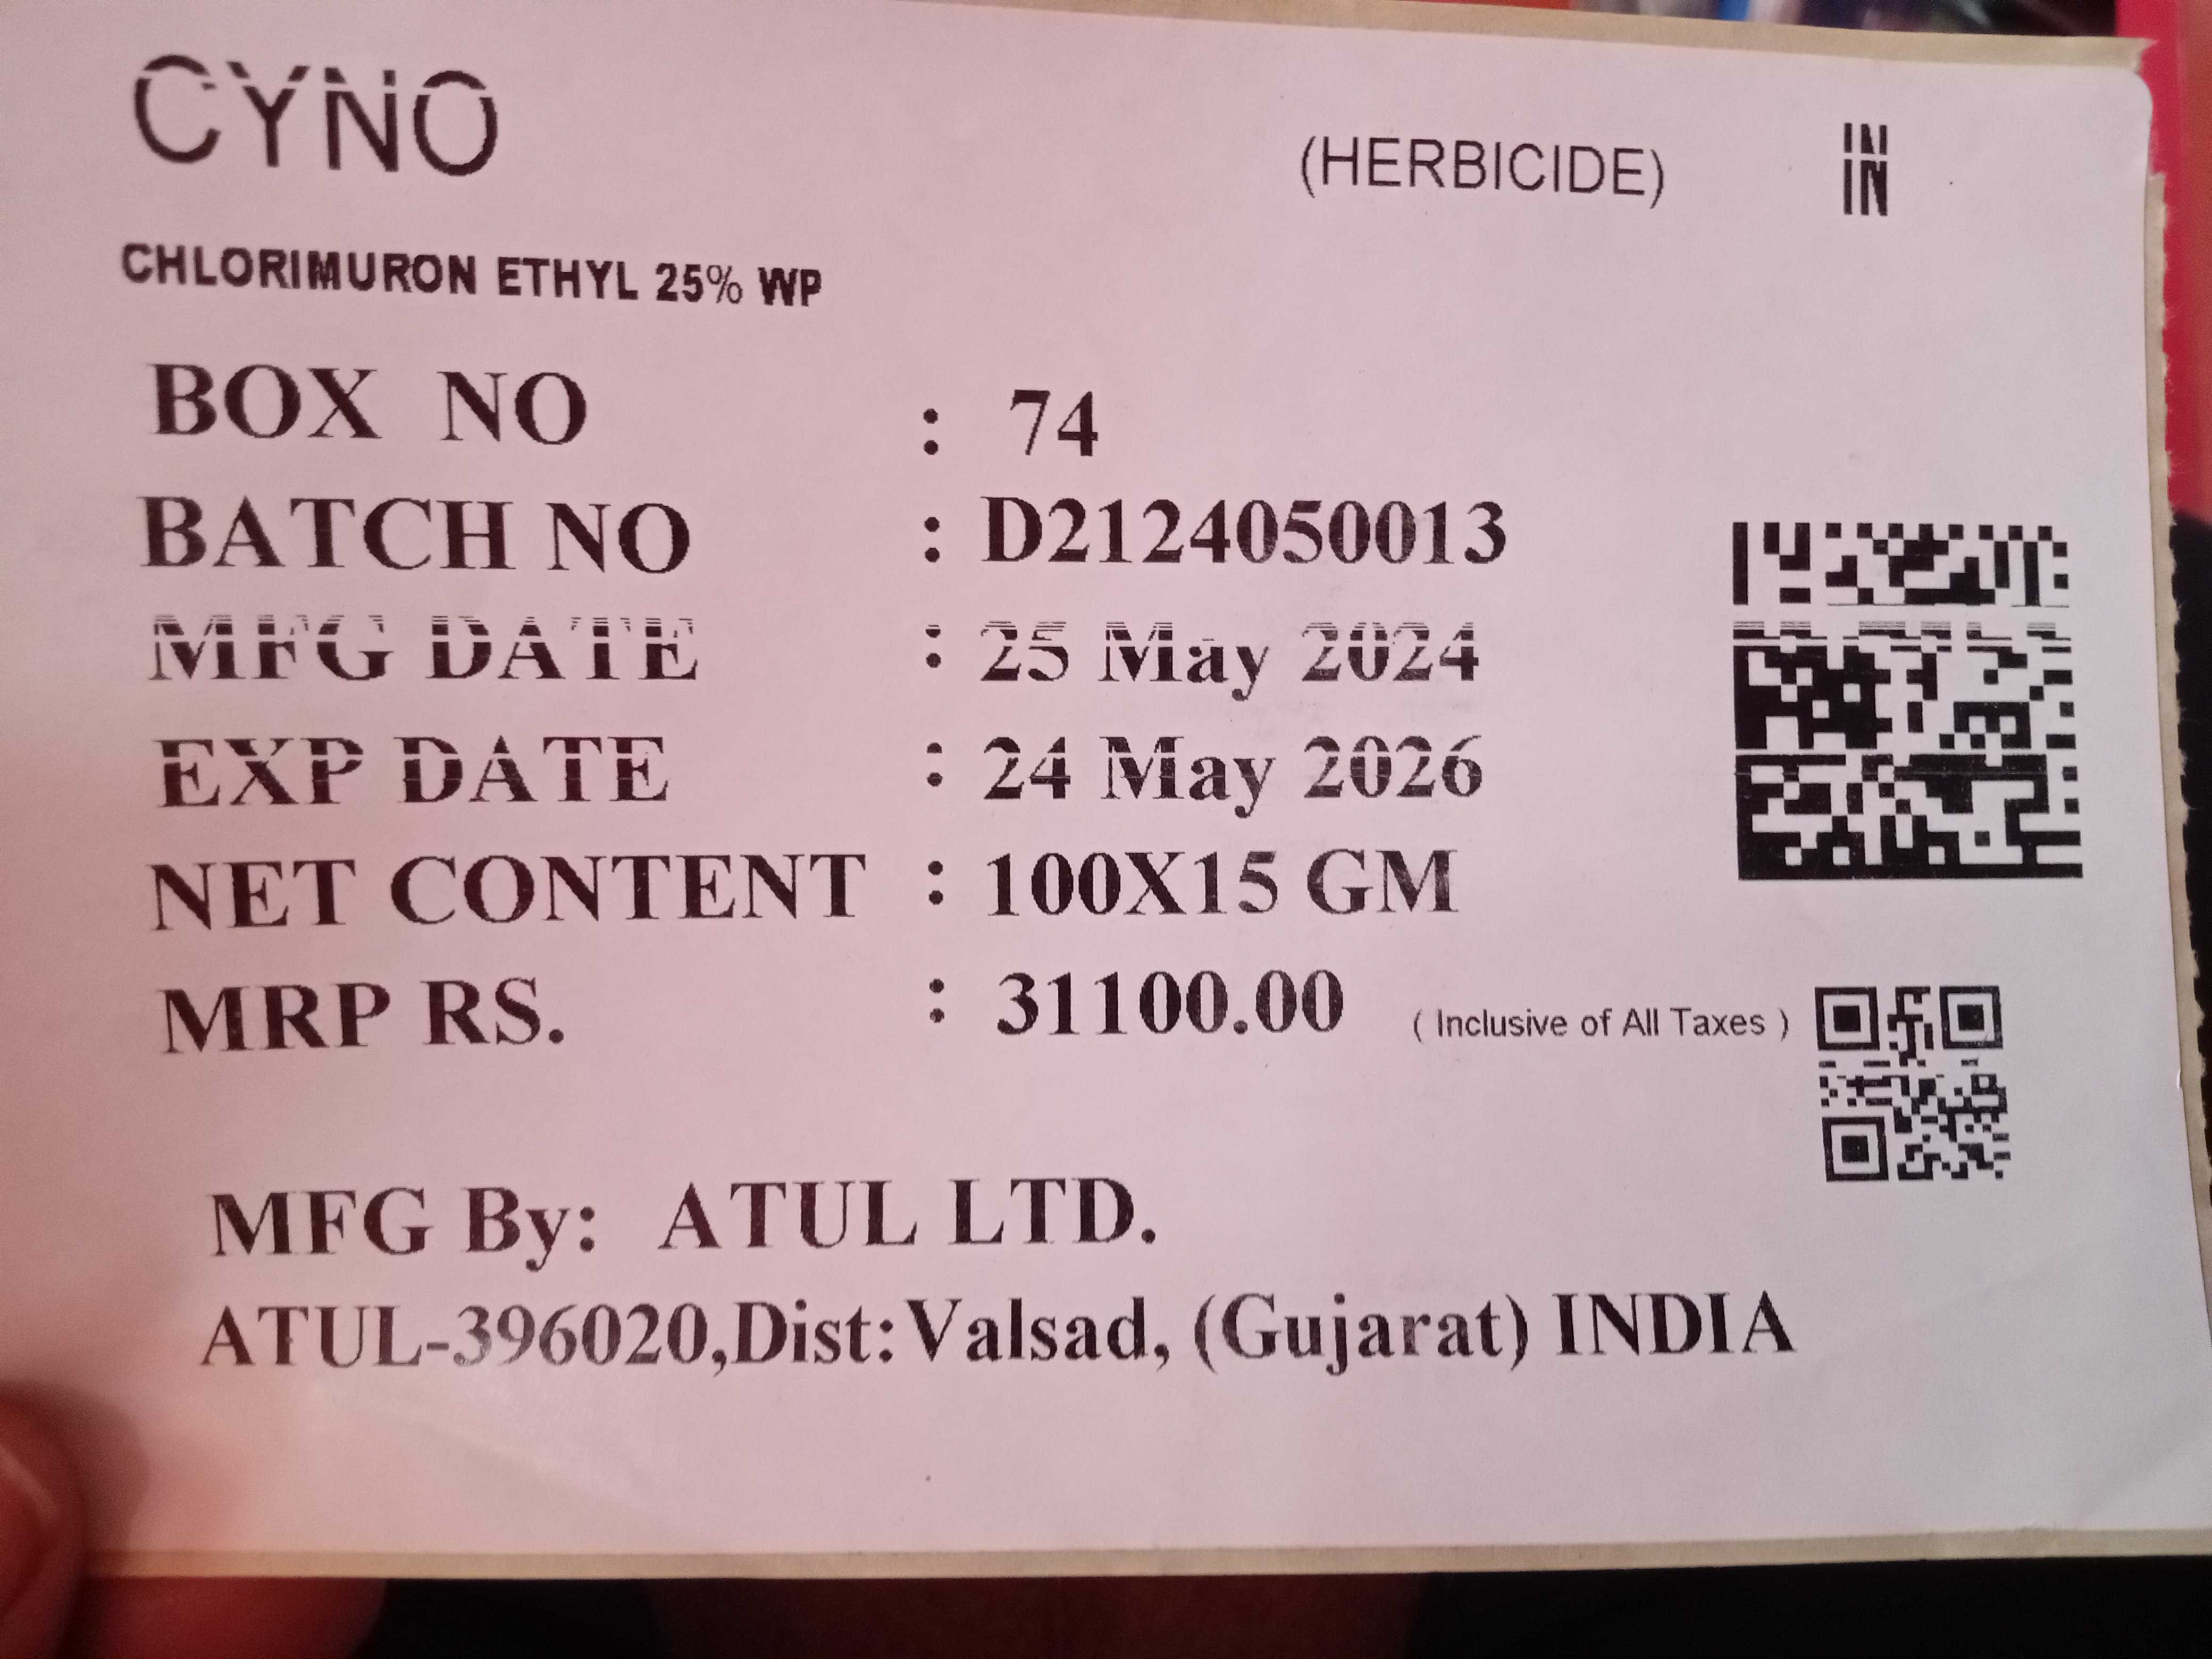 CYNO (HERBICIDE) IN
CHLORIMURON ETHYL 25% WP
BOX NO : 74
BATCH NO : D2124050013
MFG DATE : 25 May 2024
EXP DATE : 24 May 2026
NET CONTENT : 100X15 GM
MRP RS. : 31100.00 ( Inclusive of All Taxes )
MFG By: ATUL LTD.
ATUL-396020,Dist:Valsad, (Gujarat) INDIA